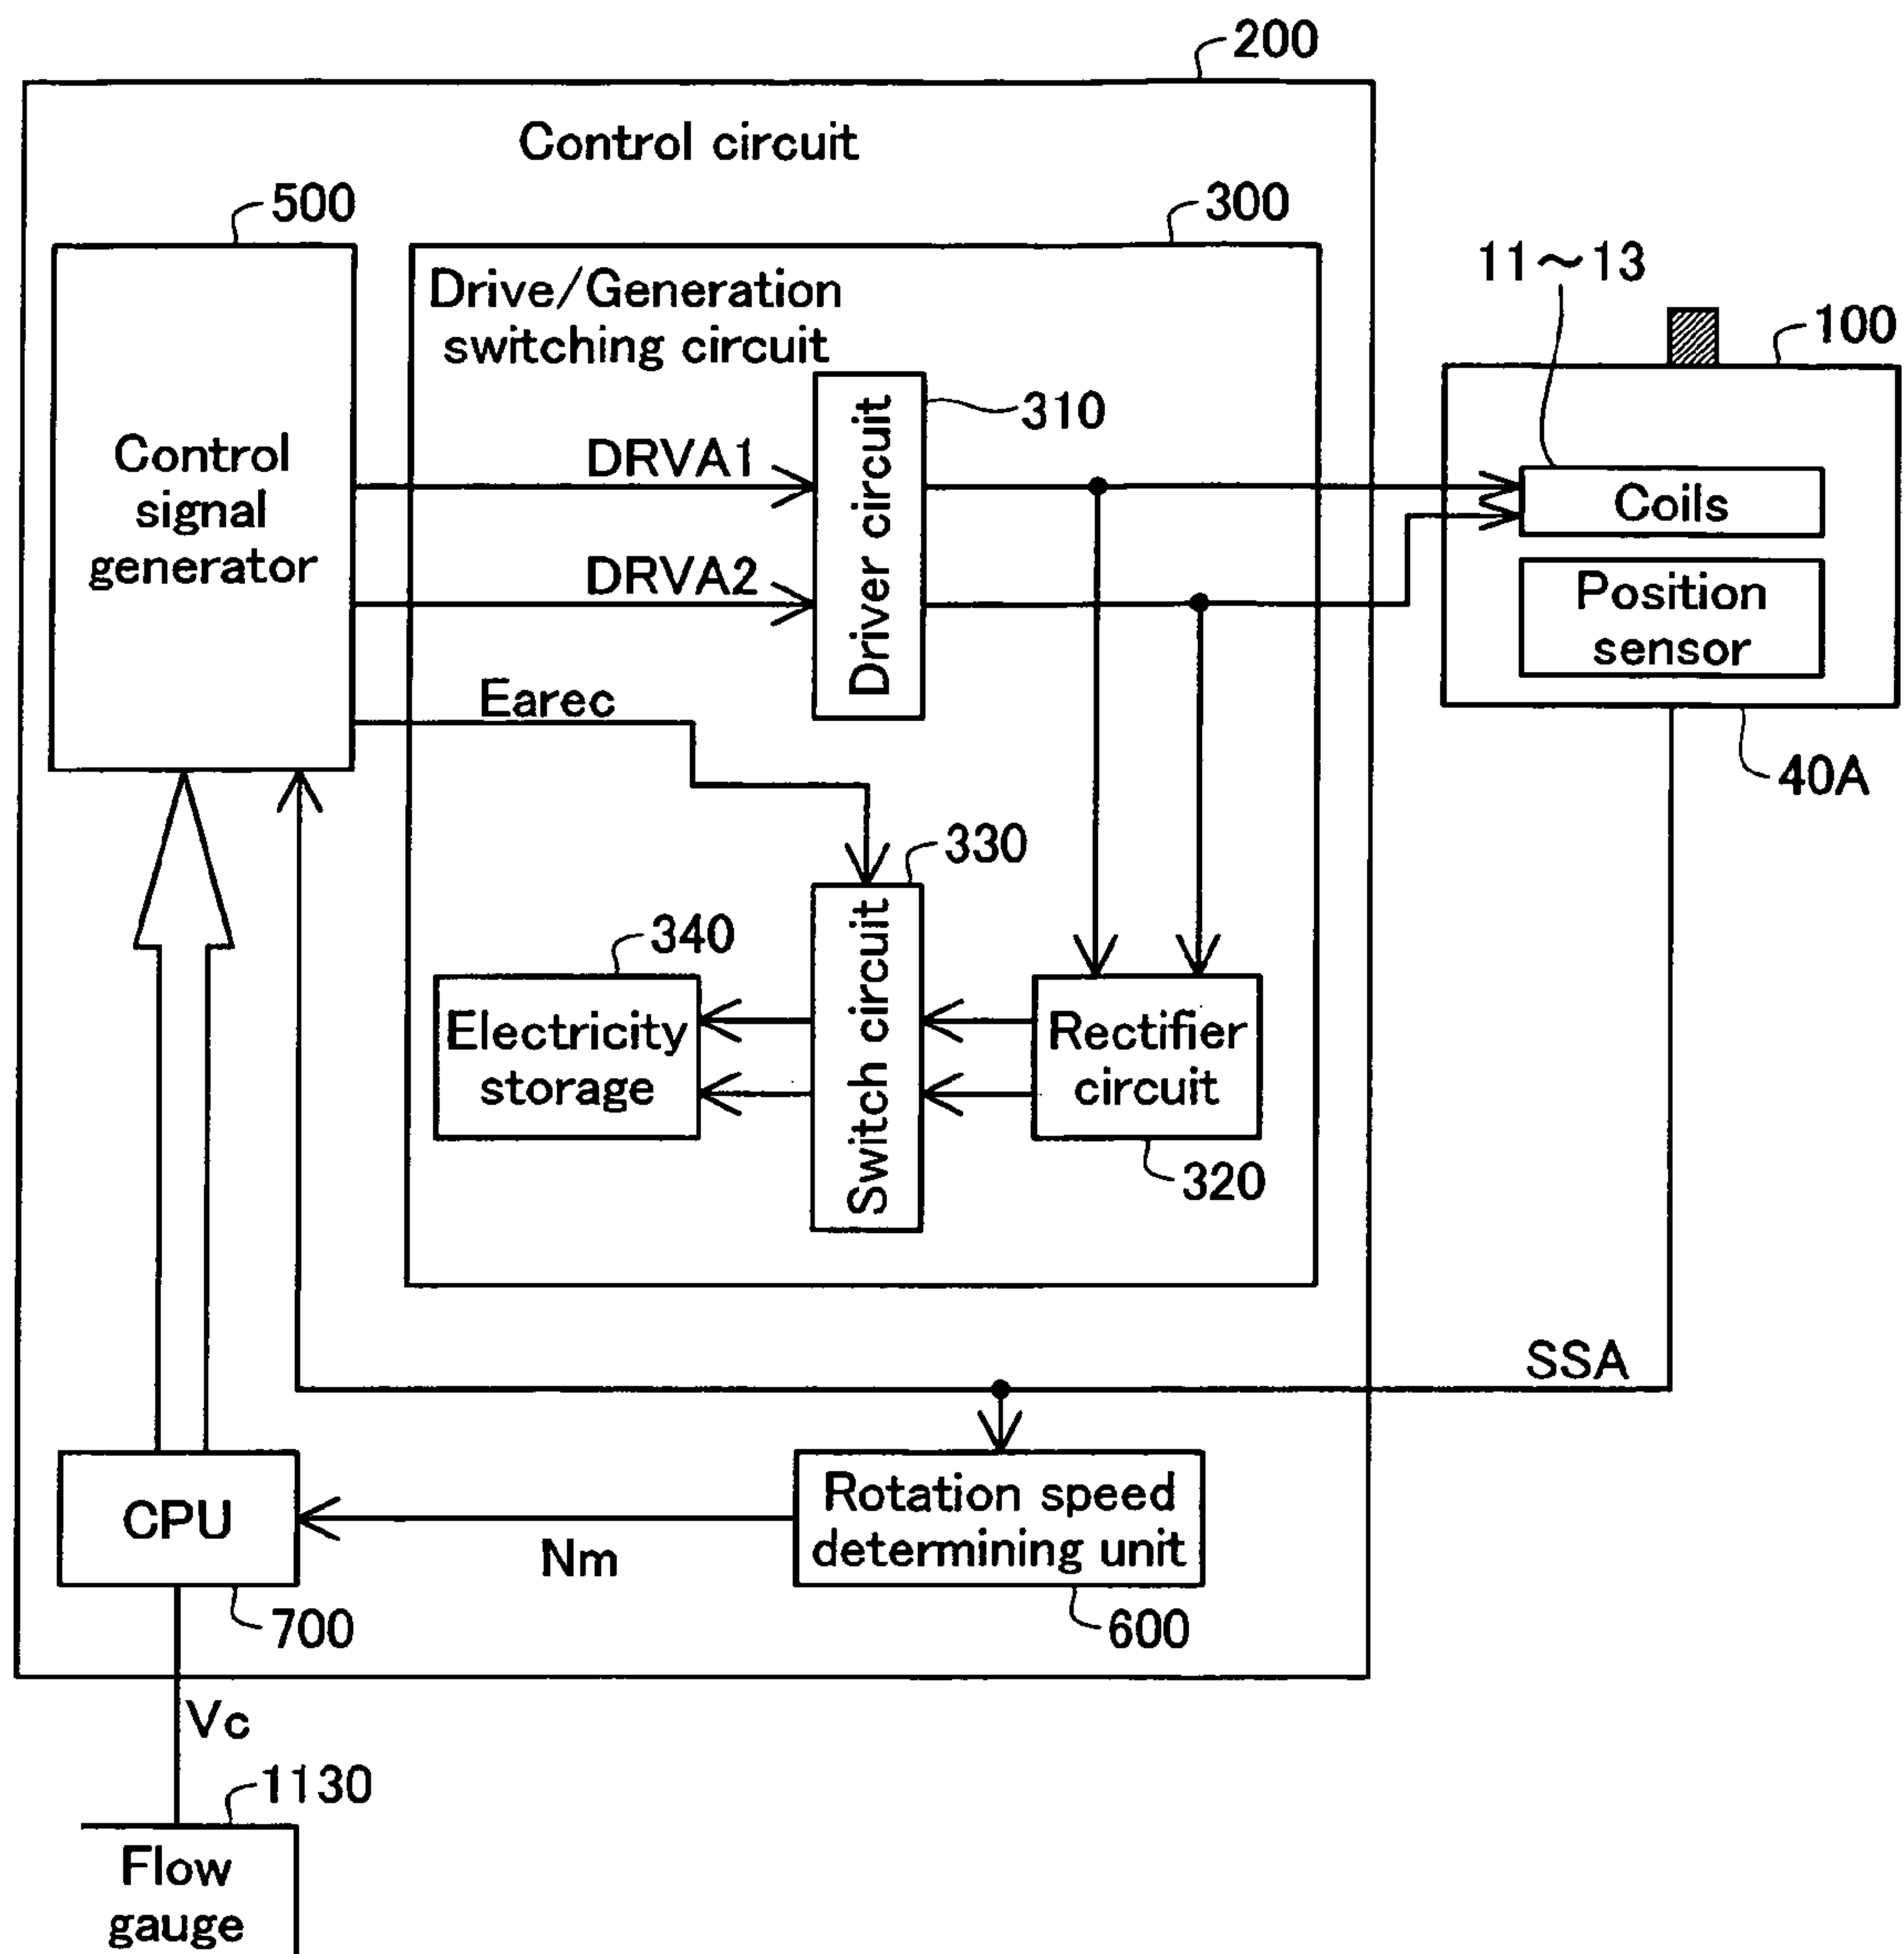 200
Control circuit
500
300
11～13
100
Drive/Generation
switching circuit
310
Control
signal
generator
DRVA1
DRVA2
Driver circuit
Coils
Position
sensor
Earec
40A
330
340
Electricity
storage
Switch circuit
Rectifier
circuit
320
SSA
CPU
Nm
Rotation speed
determining unit
700
600
Vc
1130
Flow
gauge